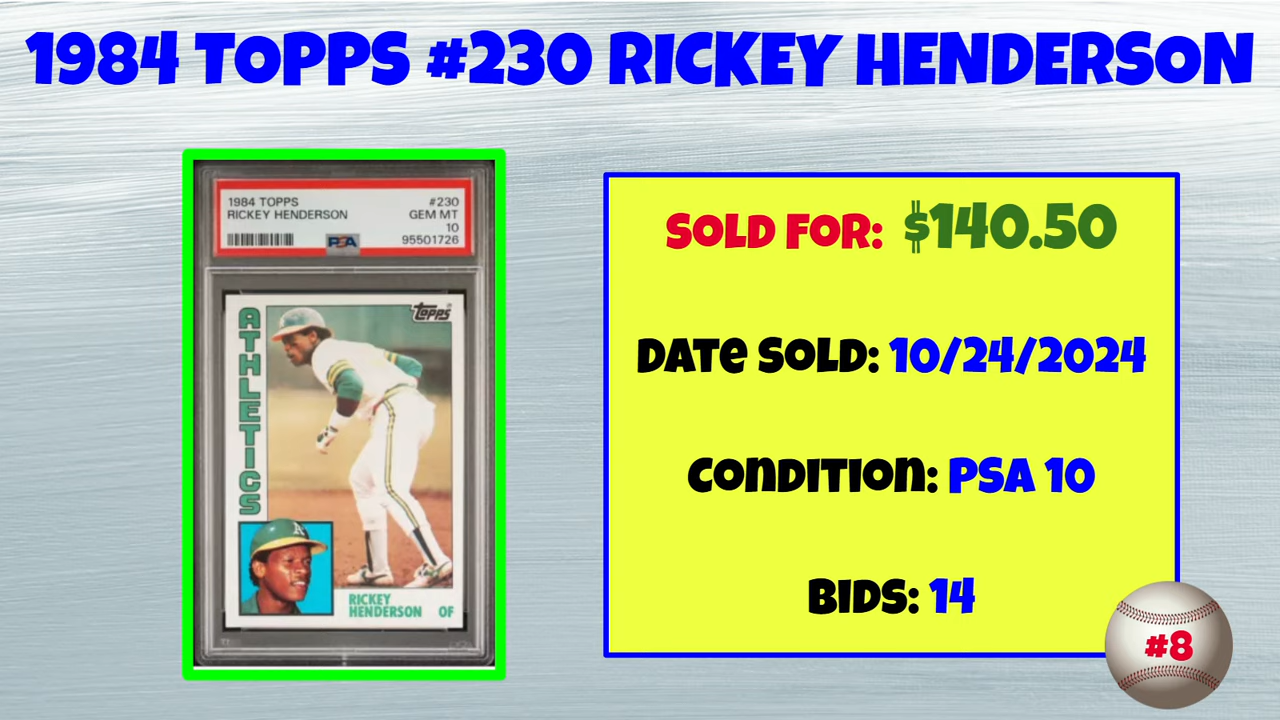 1984 TOPPS #230 RICKEY HENDERSON
1984 TOPPS #230
RICKEY HENDERSON GEM MT
10
PSA 95501726
Topps
ATHLETICS
A
RICKEY
HENDERSON OF
SOLD FOR: $140.50
DATE SOLD: 10/24/2024
CONDITION: PSA 10
BIDS: 14
#8